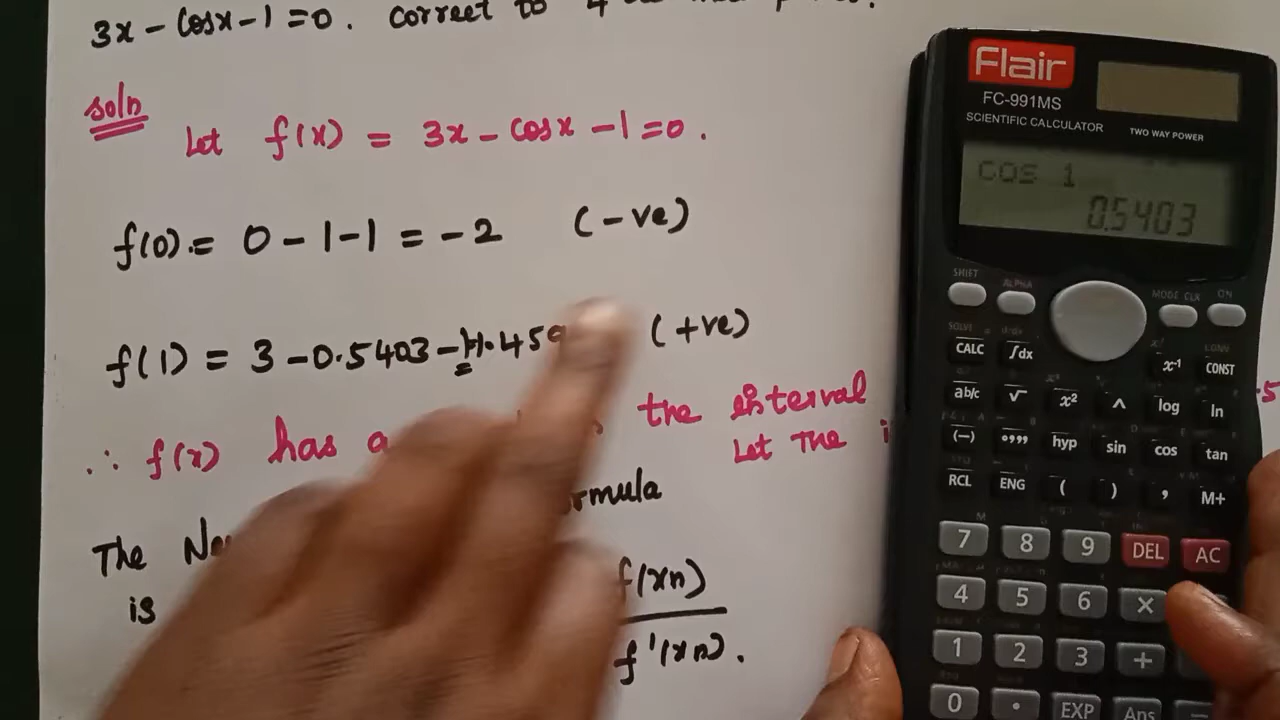 3x - cosx - 1 = 0. correct to 4
soln
Let f(x) = 3x - cosx - 1 = 0.
f(0) = 0 - 1 - 1 = -2 (-ve)
f(1) = 3 - 0.5403 - 1 (+ve)
∴ f(x) has a the interval
Let The
The
is f(xn)
f'(xn).
Flair
FC-991MS
SCIENTIFIC CALCULATOR TWO WAY POWER
cos 1
0.5403
SHIFT ALPHA MODE CLR ON
SOLVE = d/dx x! CONV
CALC ∫dx x⁻¹ CONST
ab/c √ x² ^ log ln
(-) °,,, hyp sin cos tan
RCL ENG ( ) , M+
7 8 9 DEL AC
4 5 6 ×
1 2 3 +
0 • EXP Ans -